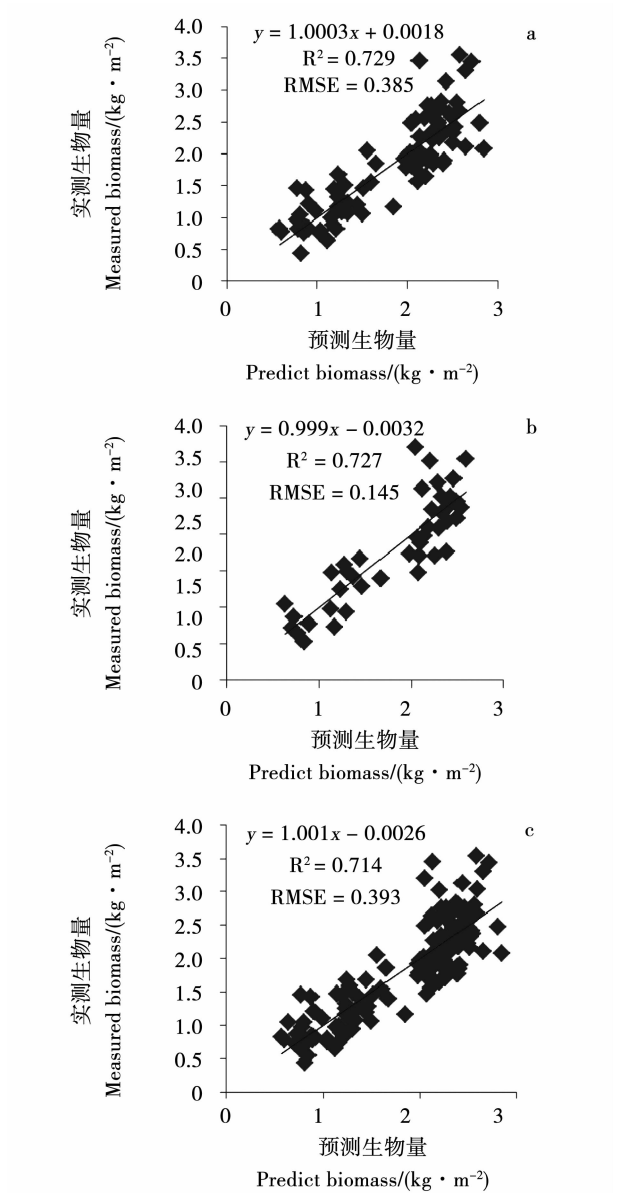 a
y = 1.0003x + 0.0018
R² = 0.729
RMSE = 0.385
4.0
3.5
3.0
2.5
2.0
1.5
1.0
0.5
0
实测生物量
Measured biomass/(kg·m⁻²)
0 1 2 3
预测生物量
Predict biomass/(kg·m⁻²)
b
y = 0.999x − 0.0032
R² = 0.727
RMSE = 0.145
4.0
3.5
3.0
2.5
2.0
1.5
1.0
0.5
0
实测生物量
Measured biomass/(kg·m⁻²)
0 1 2 3
预测生物量
Predict biomass/(kg·m⁻²)
c
y = 1.001x − 0.0026
R² = 0.714
RMSE = 0.393
4.0
3.5
3.0
2.5
2.0
1.5
1.0
0.5
0
实测生物量
Measured biomass/(kg·m⁻²)
0 1 2 3
预测生物量
Predict biomass/(kg·m⁻²)